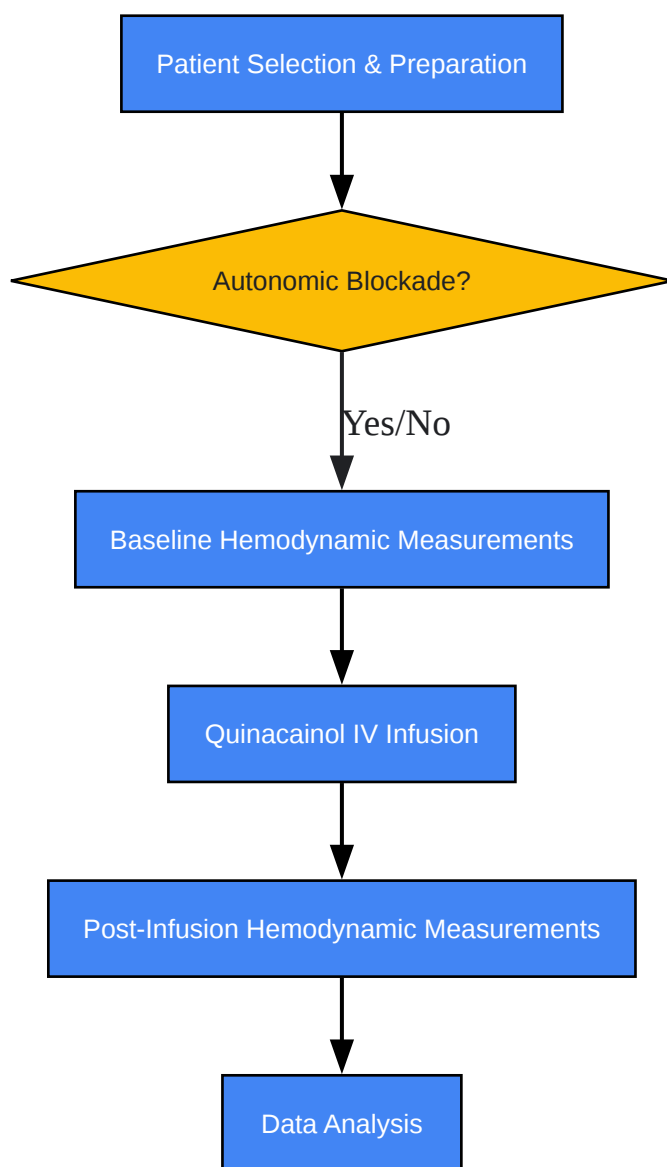 Patient Selection & Preparation
Autonomic Blockade?
Yes/No
Baseline Hemodynamic Measurements
Quinacainol IV Infusion
Post-Infusion Hemodynamic Measurements
Data Analysis